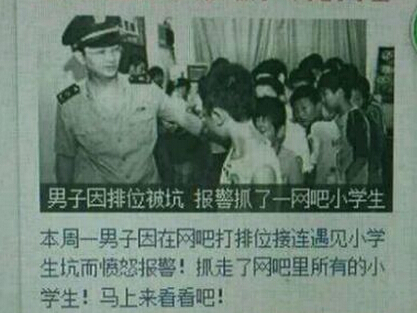 男子因排位被坑 报警抓了一网吧小学生
本周一男子因在网吧打排位接连遇见小学
生坑而愤怒报警！抓走了网吧里所有的小
学生！马上来看看吧！